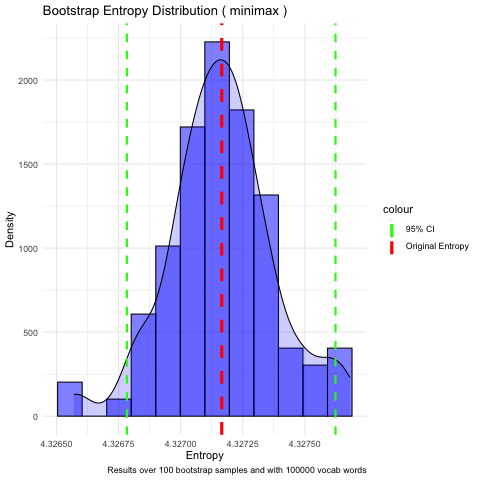 Bootstrap Entropy Distribution ( minimax )
Density
2000
1500
1000
500
0
4.32650
4.32675
4.32700
4.32725
4.32750
Entropy
colour
95% CI
Original Entropy
Results over 100 bootstrap samples and with 100000 vocab words